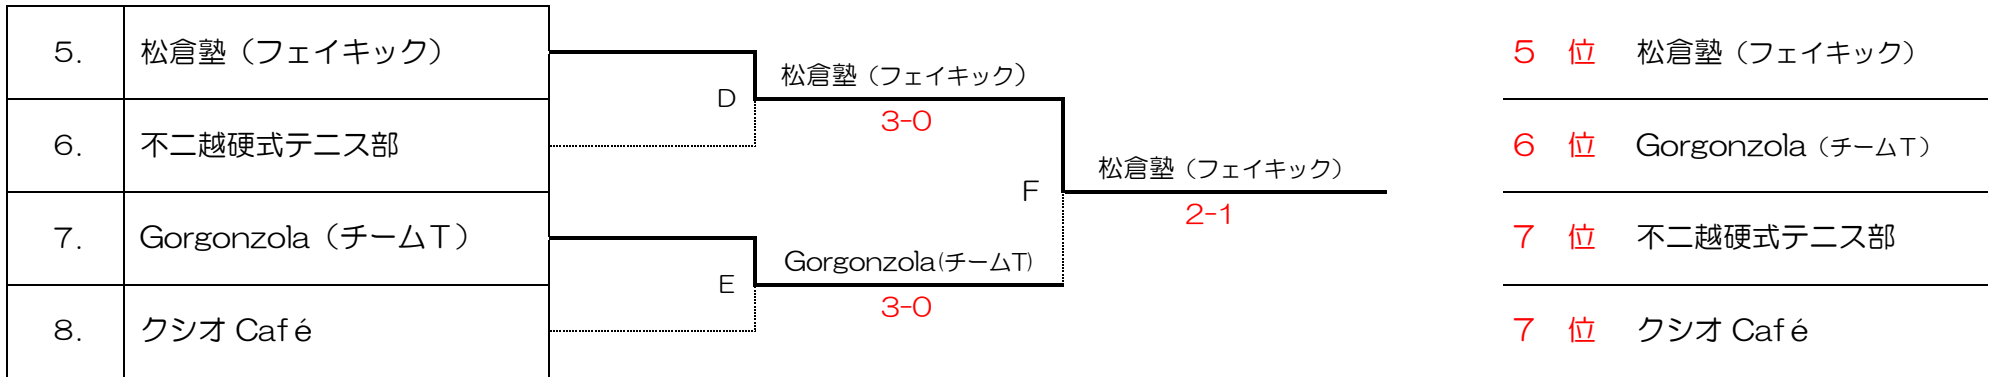 5. 松倉塾（フェイキック）
6. 不二越硬式テニス部
7. Gorgonzola（チームT）
8. クシオ Café
D
松倉塾（フェイキック）
3-0
E
Gorgonzola(チームT)
3-0
F
松倉塾（フェイキック）
2-1
5 位 松倉塾（フェイキック）
6 位 Gorgonzola（チームT）
7 位 不二越硬式テニス部
7 位 クシオ Café